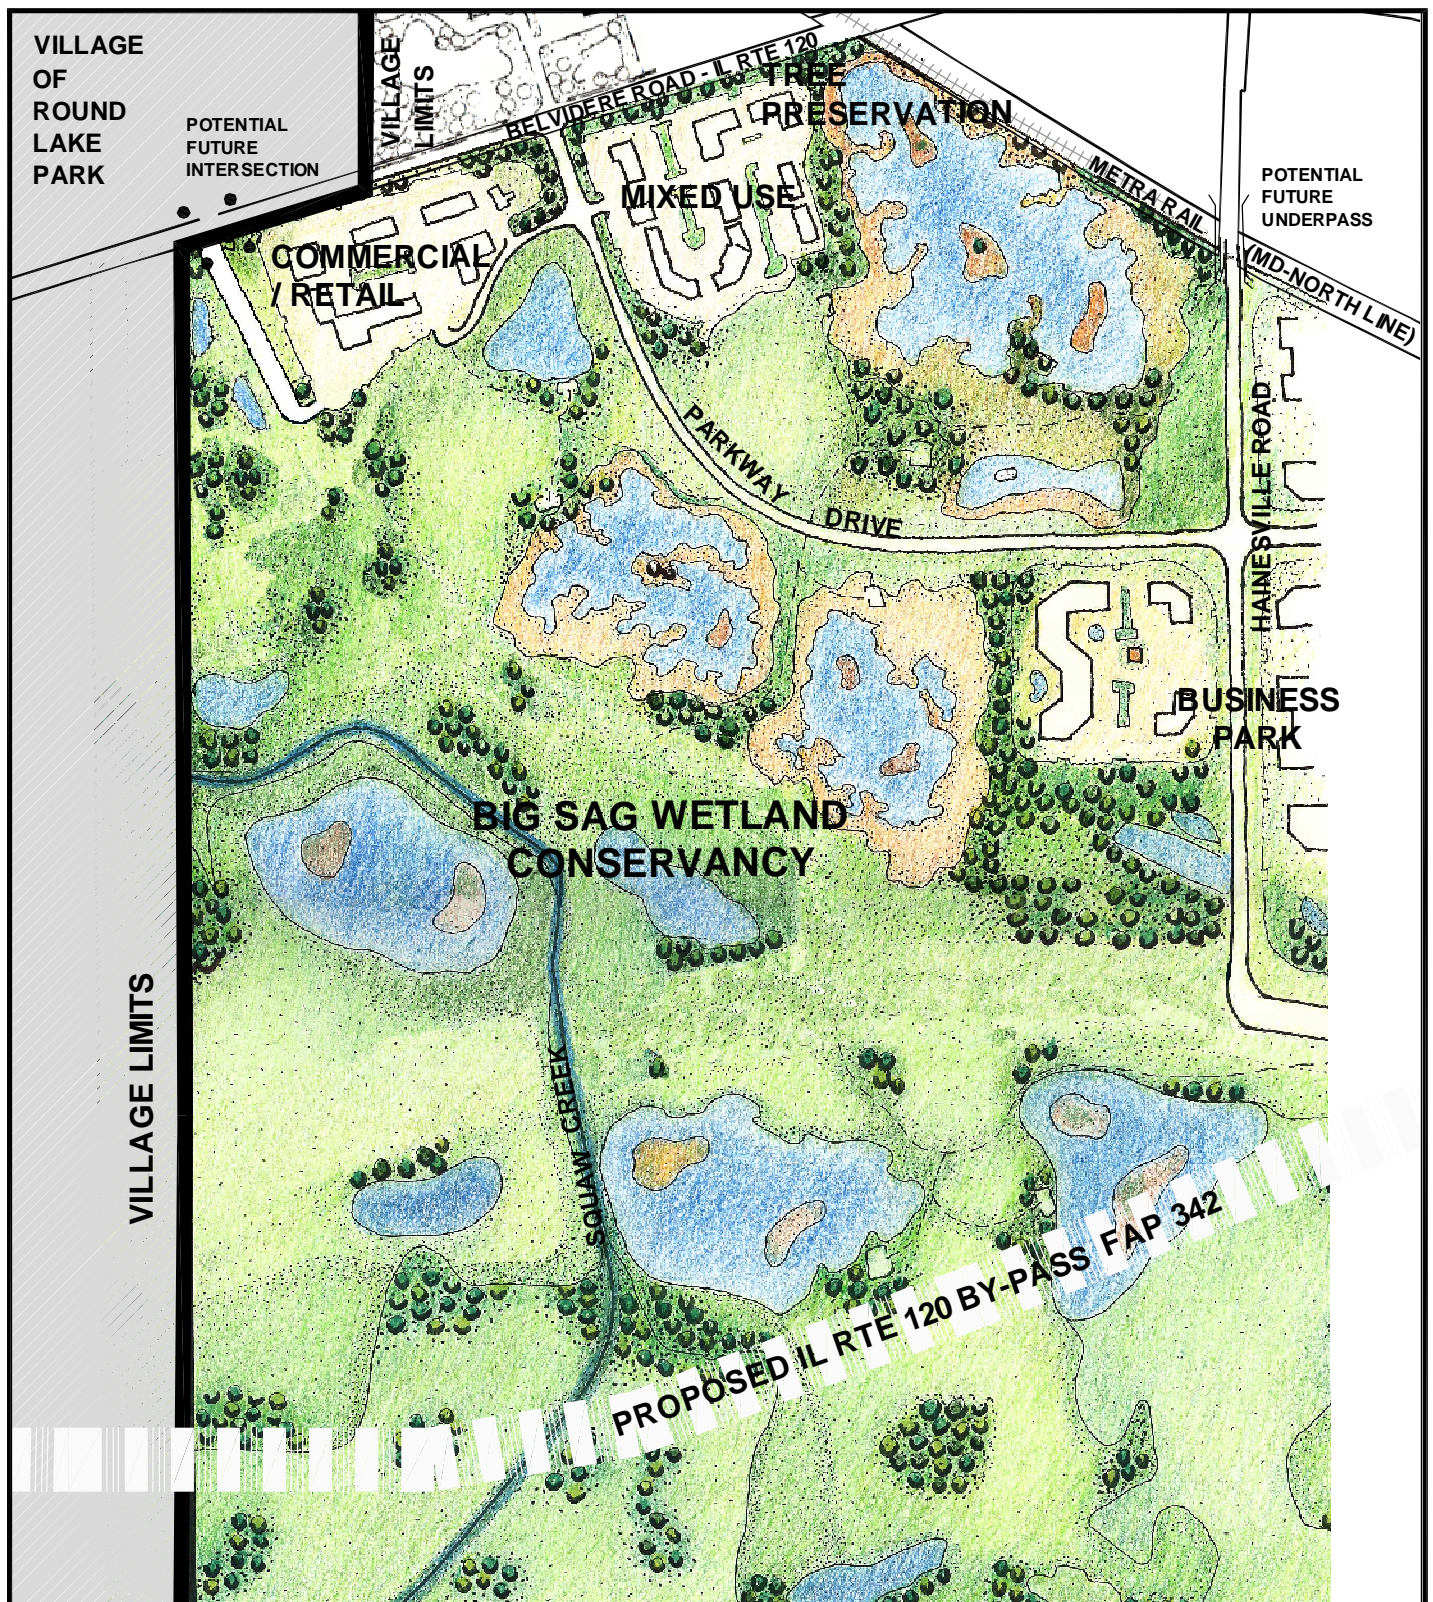 VILLAGE
OF
ROUND
LAKE
PARK
POTENTIAL
FUTURE
INTERSECTION
VILLAGE
LIMITS
BELVIDERE ROAD - IL RTE 120
TREE
PRESERVATION
METRA RAIL
(MD-NORTH LINE)
POTENTIAL
FUTURE
UNDERPASS
MIXED USE
COMMERCIAL
/ RETAIL
PARKWAY
DRIVE
HAINESVILLE ROAD
BUSINESS
PARK
BIG SAG WETLAND
CONSERVANCY
VILLAGE LIMITS
SQUAW CREEK
PROPOSED IL RTE 120 BY-PASS FAP 342